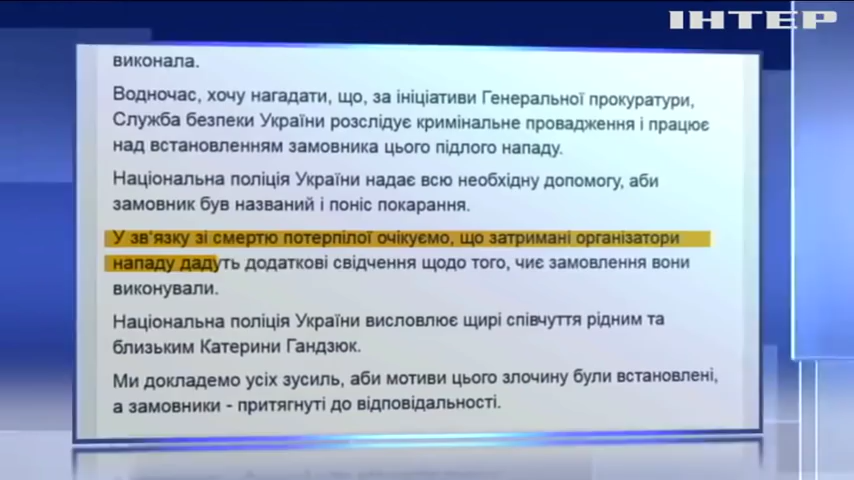 ІНТЕР
виконала.
Водночас, хочу нагадати, що, за ініціативи Генеральної прокуратури,
Служба безпеки України розслідує кримінальне провадження і працює
над встановленням замовника цього підлого нападу.
Національна поліція України надає всю необхідну допомогу, аби
замовник був названий і поніс покарання.
У зв'язку зі смертю потерпілої очікуємо, що затримані організатори
нападу дадуть додаткові свідчення щодо того, чиє замовлення вони
виконували.
Національна поліція України висловлює щирі співчуття рідним та
близьким Катерини Гандзюк.
Ми докладемо усіх зусиль, аби мотиви цього злочину були встановлені,
а замовники - притягнуті до відповідальності.